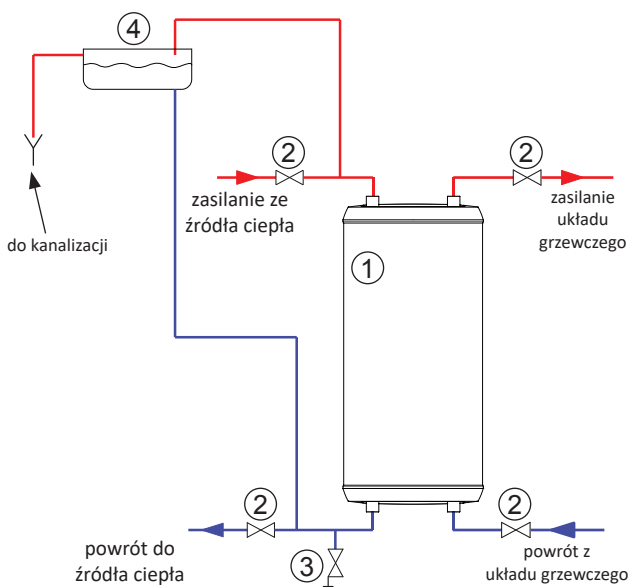 4
2
2
zasilanie ze
źródła ciepła
zasilanie
układu
grzewczego
do kanalizacji
1
2
2
powrót do
źródła ciepła
3
powrót z
układu grzewczego